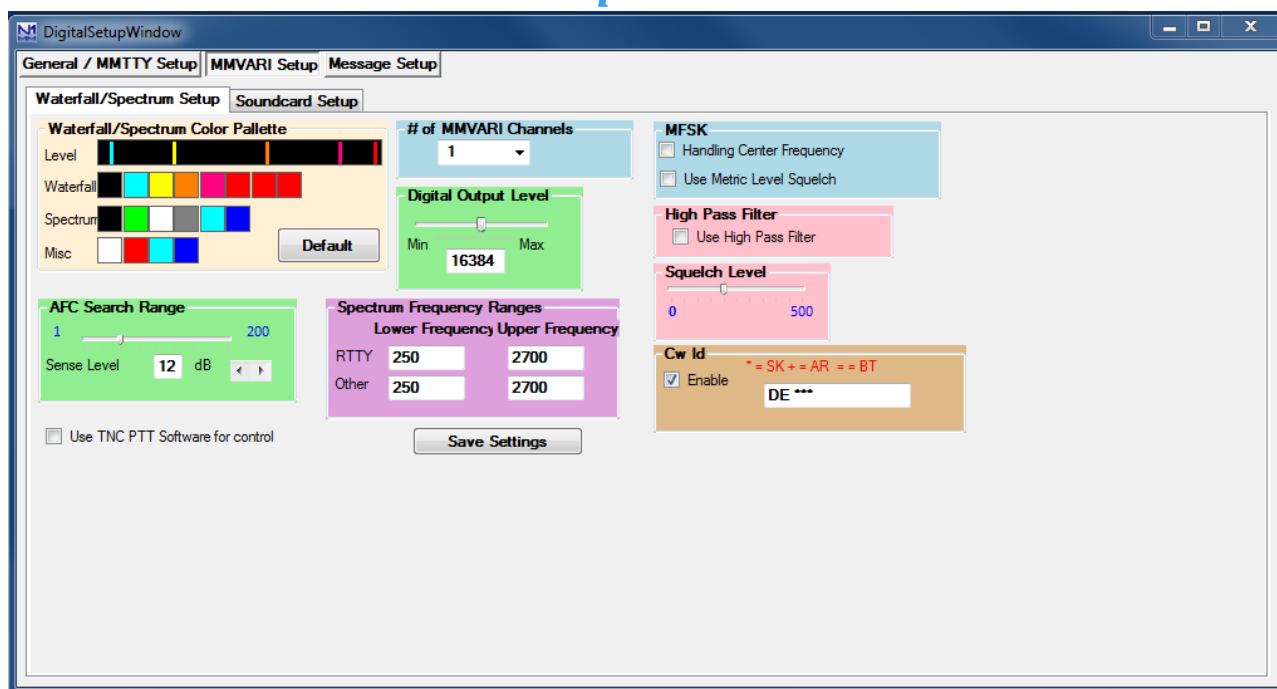 DigitalSetupWindow
General / MMTTY Setup MMVARI Setup Message Setup
Waterfall/Spectrum Setup Soundcard Setup
Waterfall/Spectrum Color Pallette
Level
Waterfall
Spectrum
Misc
Default
# of MMVARI Channels
1
Digital Output Level
Min Max
16384
MFSK
Handling Center Frequency
Use Metric Level Squelch
High Pass Filter
Use High Pass Filter
Squelch Level
0 500
AFC Search Range
1 200
Sense Level 12 dB
Spectrum Frequency Ranges
Lower Frequency Upper Frequency
RTTY 250 2700
Other 250 2700
Cw Id
* = SK + = AR = = BT
Enable
DE ***
Use TNC PTT Software for control
Save Settings